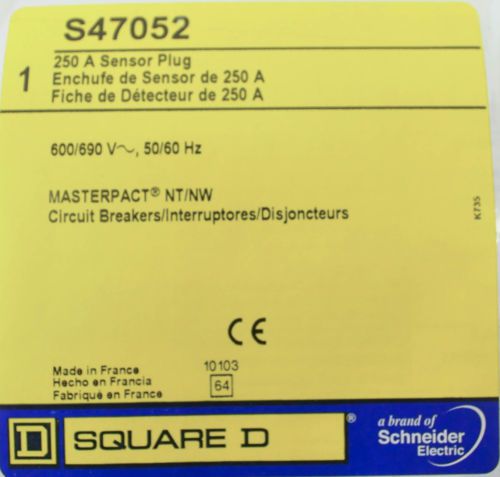 S47052
1
250 A Sensor Plug
Enchufe de Sensor de 250 A
Fiche de Détecteur de 250 A
600/690 V～, 50/60 Hz
MASTERPACT® NT/NW
Circuit Breakers/Interruptores/Disjoncteurs
K735
CE
Made in France
Hecho en Francia
Fabriqué en France
10103
64
D SQUARE D ®
a brand of
Schneider
Electric